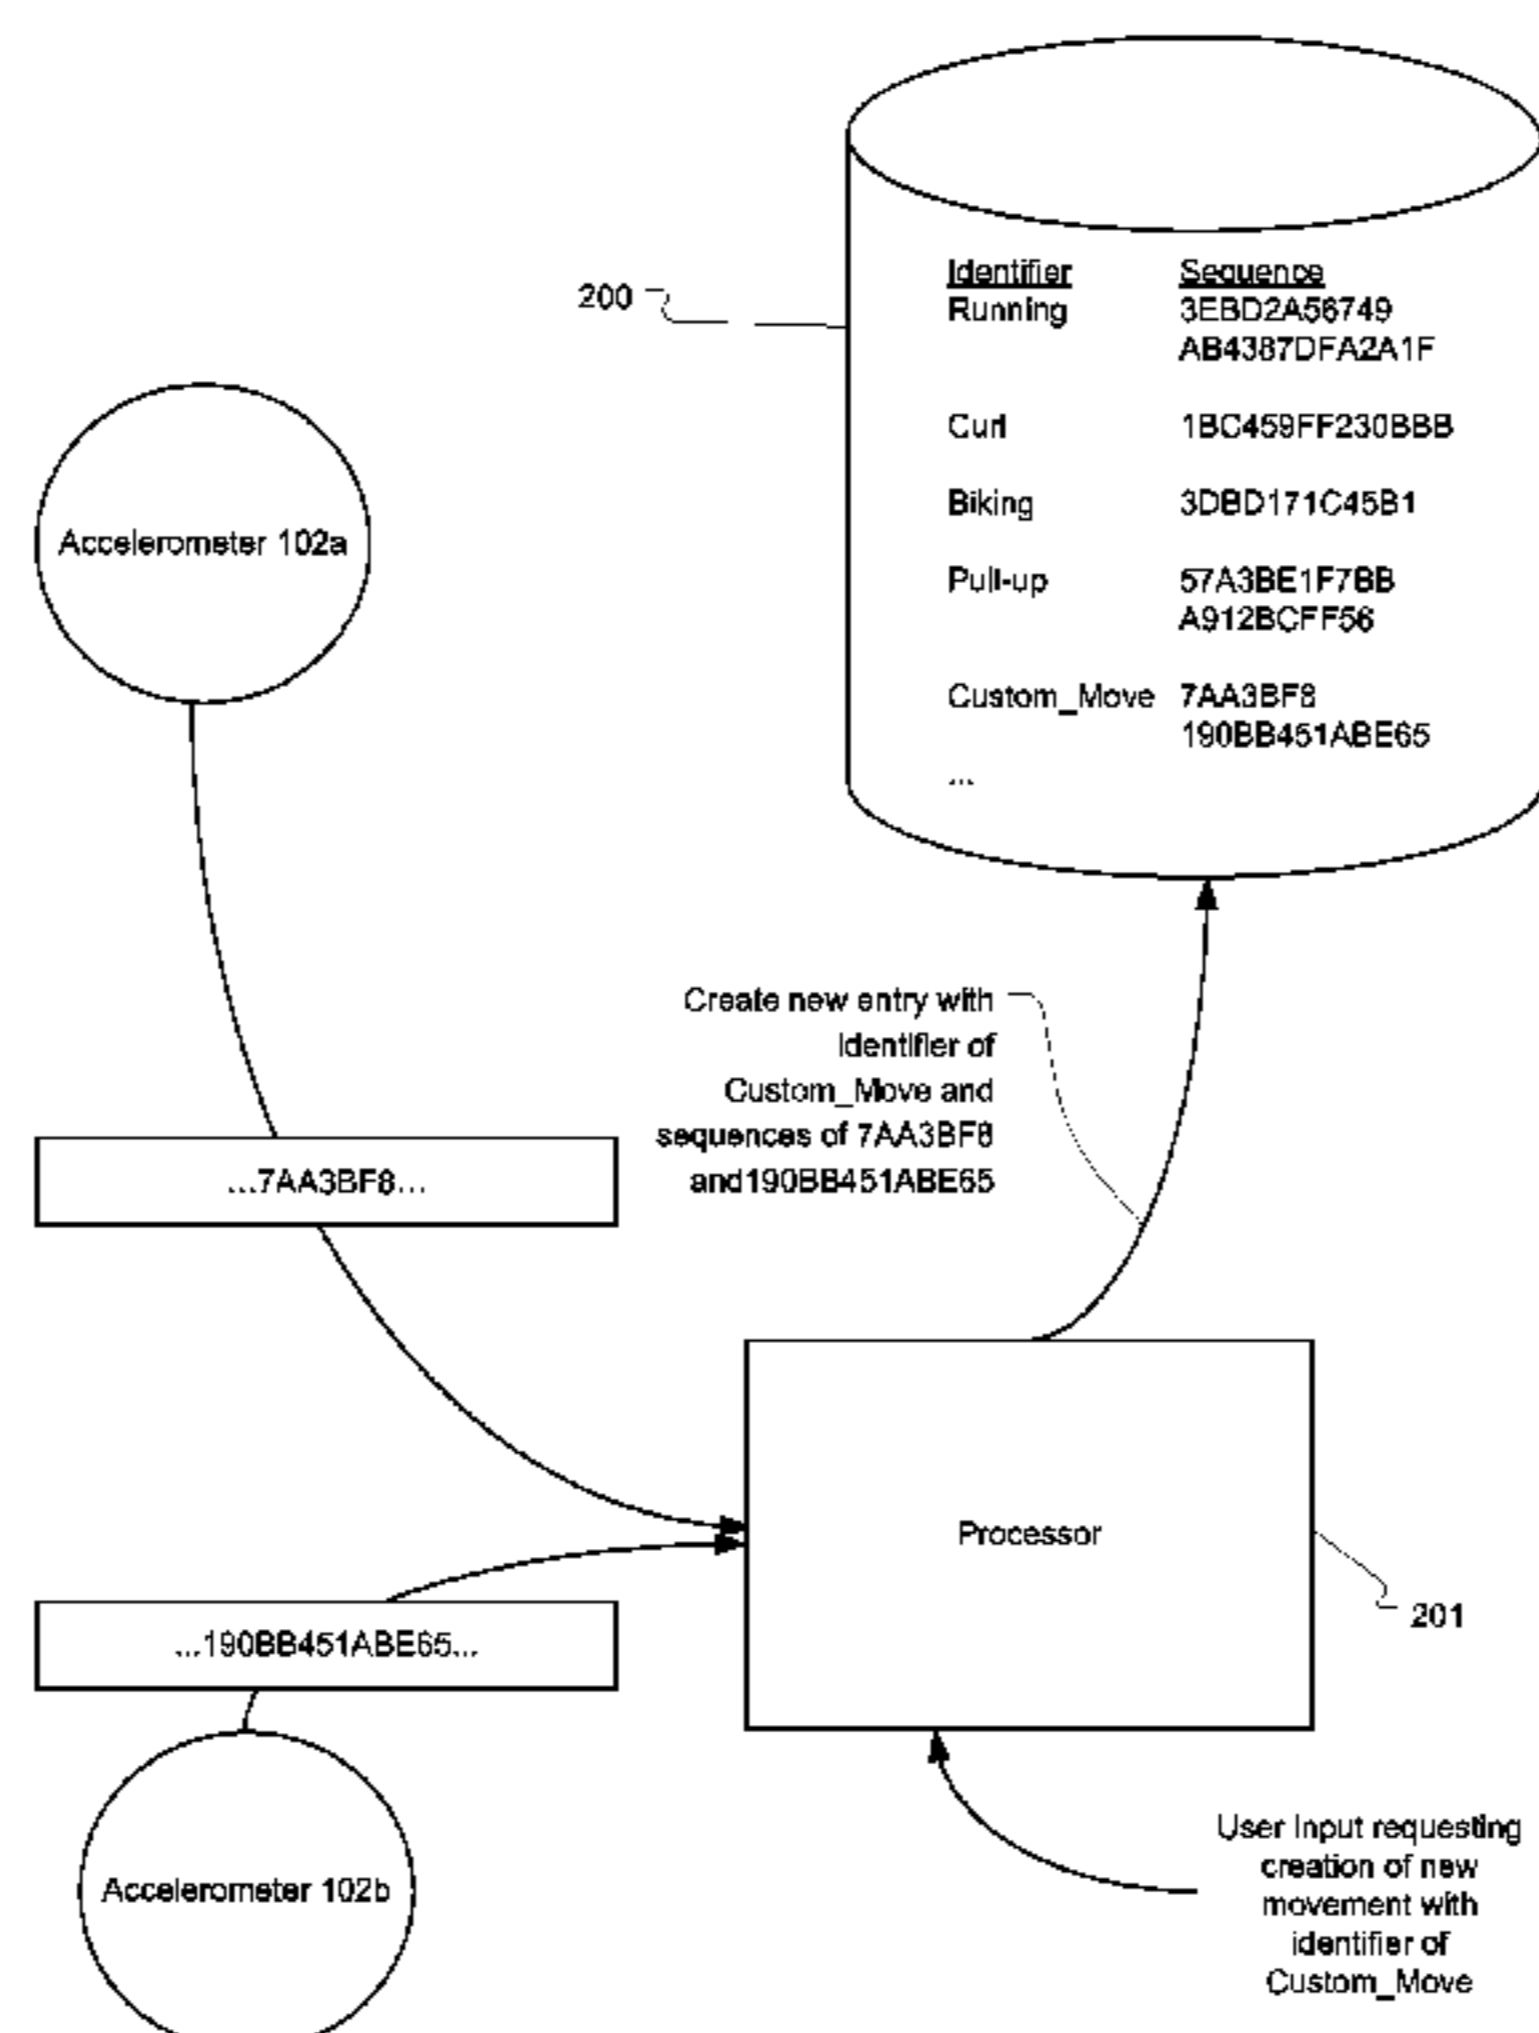 Identifier Sequence
200
Running 3EBD2A56749
AB4387DFA2A1F
Curl 1BC459FF230BBB
Biking 3DBD171C45B1
Pull-up 57A3BE1F7BB
A912BCFF56
Custom_Move 7AA3BF8
190BB451ABE65
...
Accelerometer 102a
Create new entry with
identifier of
Custom_Move and
sequences of 7AA3BF8
and190BB451ABE65
...7AA3BF8...
Processor
201
...190BB451ABE65...
Accelerometer 102b
User Input requesting
creation of new
movement with
identifier of
Custom_Move